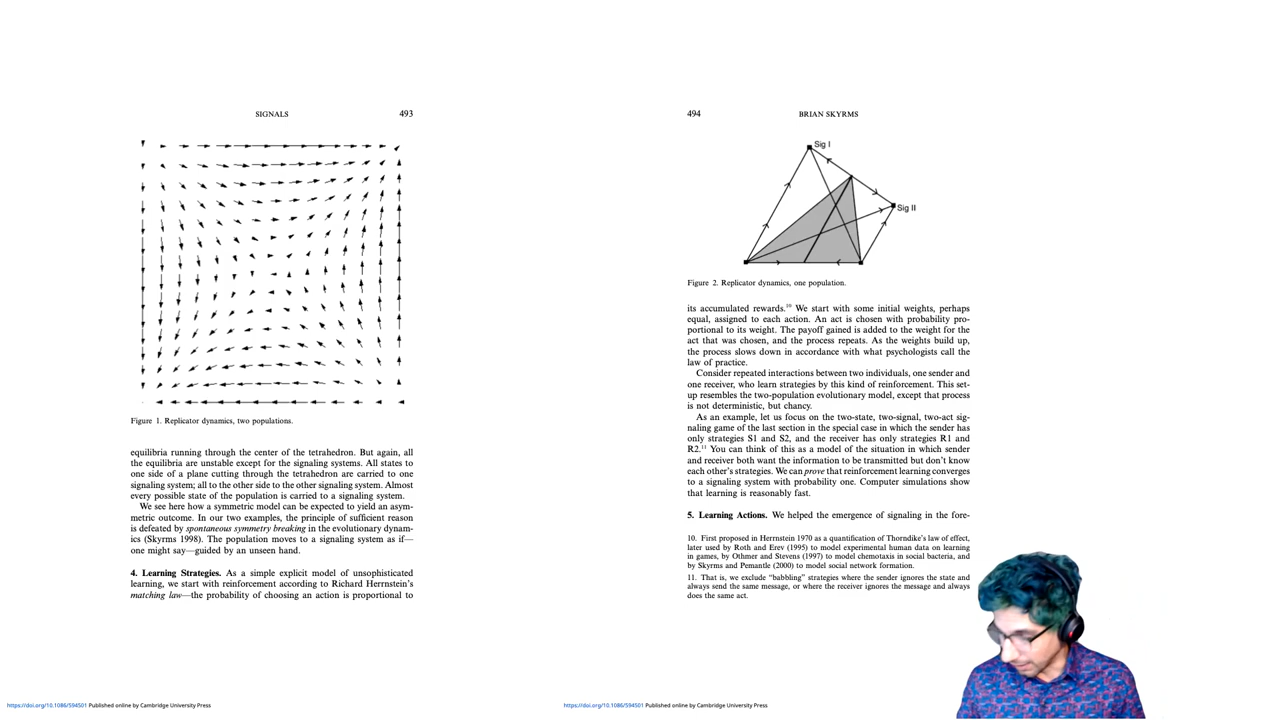 SIGNALS 493
Figure 1. Replicator dynamics, two populations.
equilibria running through the center of the tetrahedron. But again, all
the equilibria are unstable except for the signaling systems. All states to
one side of a plane cutting through the tetrahedron are carried to one
signaling system; all to the other side to the other signaling system. Almost
every possible state of the population is carried to a signaling system.
We see here how a symmetric model can be expected to yield an asym-
metric outcome. In our two examples, the principle of sufficient reason
is defeated by spontaneous symmetry breaking in the evolutionary dynam-
ics (Skyrms 1998). The population moves to a signaling system as if—
one might say—guided by an unseen hand.
4. Learning Strategies. As a simple explicit model of unsophisticated
learning, we start with reinforcement according to Richard Herrnstein's
matching law—the probability of choosing an action is proportional to
https://doi.org/10.1086/594501 Published online by Cambridge University Press
494 BRIAN SKYRMS
Sig I
Sig II
Figure 2. Replicator dynamics, one population.
its accumulated rewards.10 We start with some initial weights, perhaps
equal, assigned to each action. An act is chosen with probability pro-
portional to its weight. The payoff gained is added to the weight for the
act that was chosen, and the process repeats. As the weights build up,
the process slows down in accordance with what psychologists call the
law of practice.
Consider repeated interactions between two individuals, one sender and
one receiver, who learn strategies by this kind of reinforcement. This set-
up resembles the two-population evolutionary model, except that process
is not deterministic, but chancy.
As an example, let us focus on the two-state, two-signal, two-act sig-
naling game of the last section in the special case in which the sender has
only strategies S1 and S2, and the receiver has only strategies R1 and
R2.11 You can think of this as a model of the situation in which sender
and receiver both want the information to be transmitted but don't know
each other's strategies. We can prove that reinforcement learning converges
to a signaling system with probability one. Computer simulations show
that learning is reasonably fast.
5. Learning Actions. We helped the emergence of signaling in the fore-
10. First proposed in Herrnstein 1970 as a quantification of Thorndike's law of effect,
later used by Roth and Erev (1995) to model experimental human data on learning
in games, by Othmer and Stevens (1997) to model chemotaxis in social bacteria, and
by Skyrms and Pemantle (2000) to model social network formation.
11. That is, we exclude "babbling" strategies where the sender ignores the state and
always send the same message, or where the receiver ignores the message and always
does the same act.
https://doi.org/10.1086/594501 Published online by Cambridge University Press